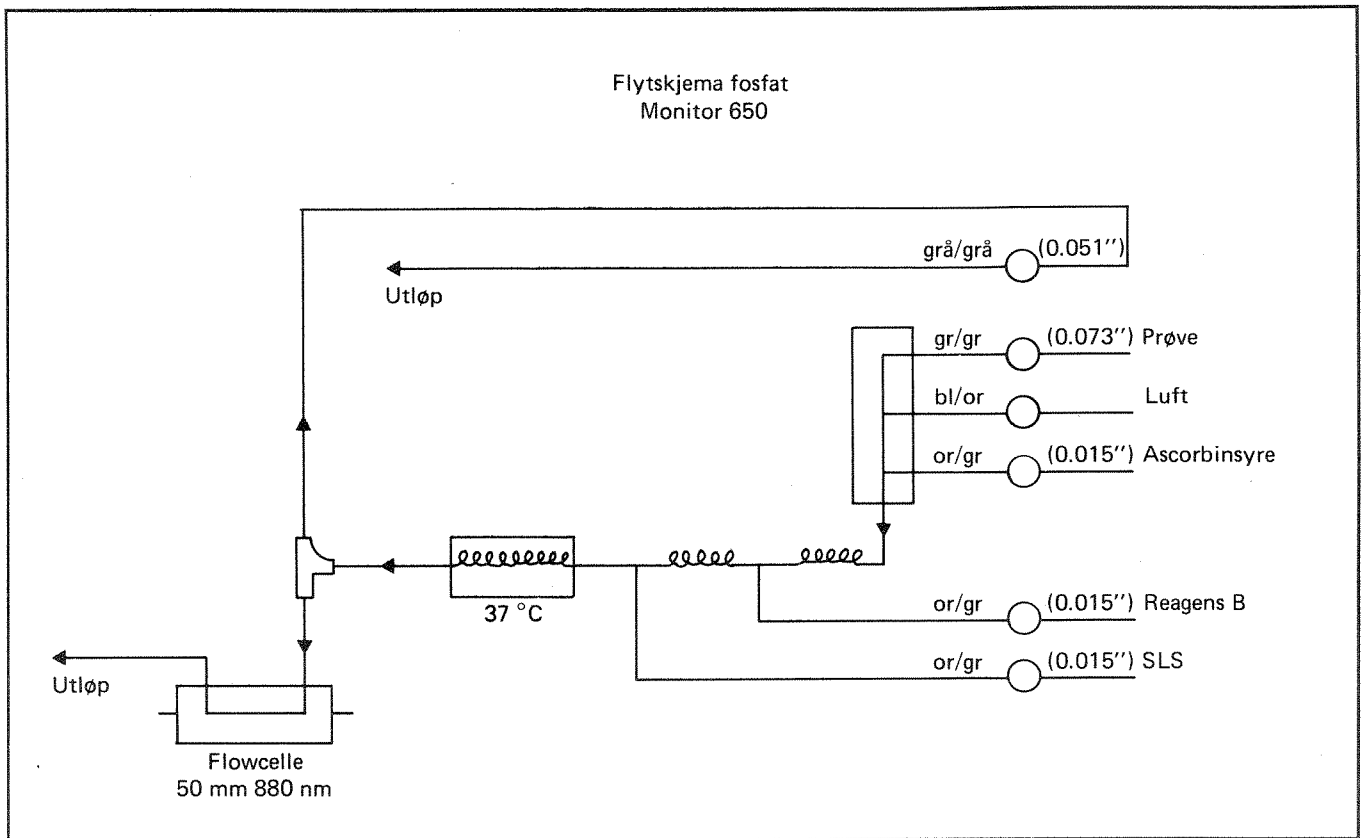 Flytskjema fosfat
Monitor 650
grå/grå (0.051’’)
Utløp
gr/gr (0.073’’) Prøve
bl/or Luft
or/gr (0.015’’) Ascorbinsyre
37 °C
or/gr (0.015’’) Reagens B
or/gr (0.015’’) SLS
Utløp
Flowcelle
50 mm 880 nm